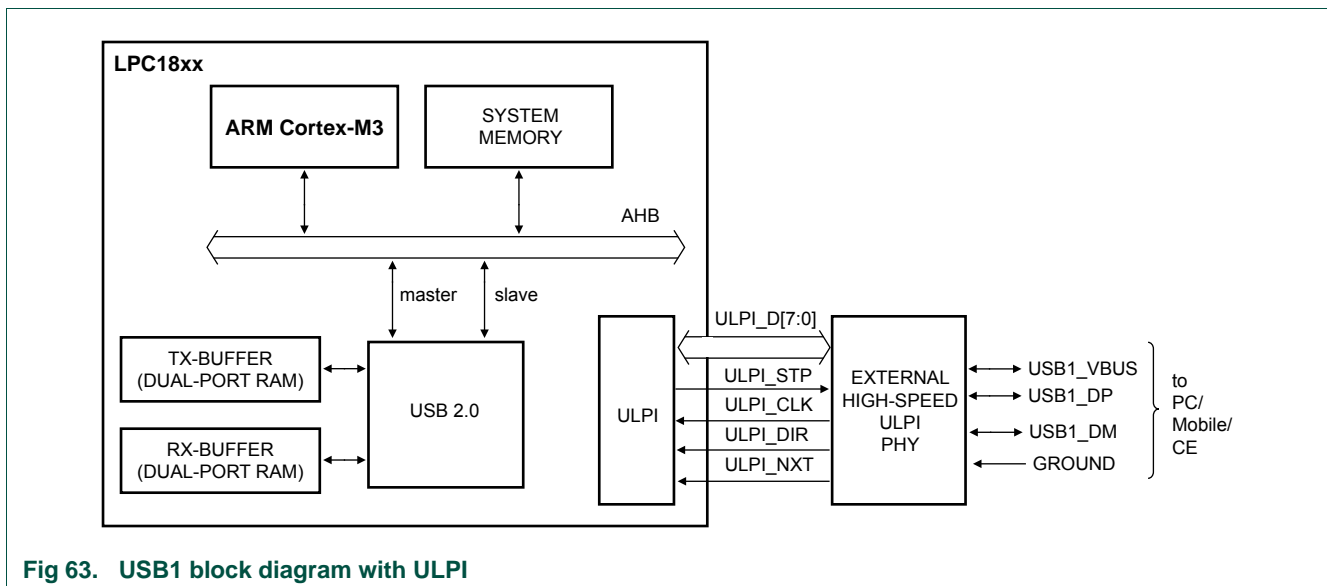 LPC18xx
ARM Cortex-M3
SYSTEM
MEMORY
AHB
master
slave
TX-BUFFER
(DUAL-PORT RAM)
RX-BUFFER
(DUAL-PORT RAM)
USB 2.0
ULPI
ULPI_D[7:0]
ULPI_STP
ULPI_CLK
ULPI_DIR
ULPI_NXT
EXTERNAL
HIGH-SPEED
ULPI
PHY
USB1_VBUS
USB1_DP
USB1_DM
GROUND
to
PC/
Mobile/
CE
Fig 63. USB1 block diagram with ULPI